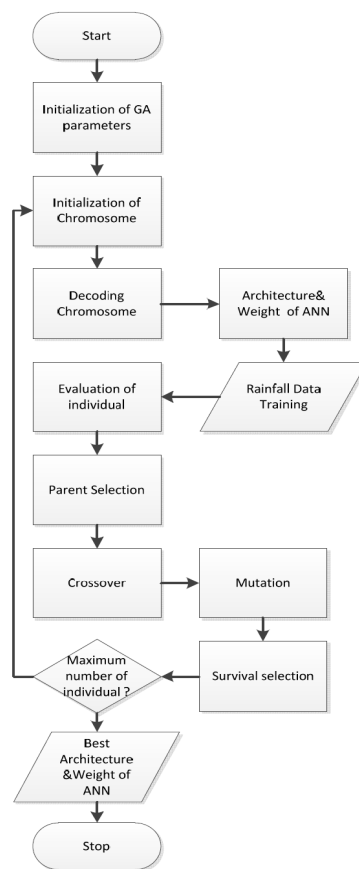 Start
Initialization of GA
parameters
Initialization of
Chromosome
Decoding
Chromosome
Architecture&
Weight of ANN
Rainfall Data
Training
Evaluation of
individual
Parent Selection
Crossover
Mutation
Survival selection
Maximum
number of
individual ?
Best
Architecture
&Weight of
ANN
Stop